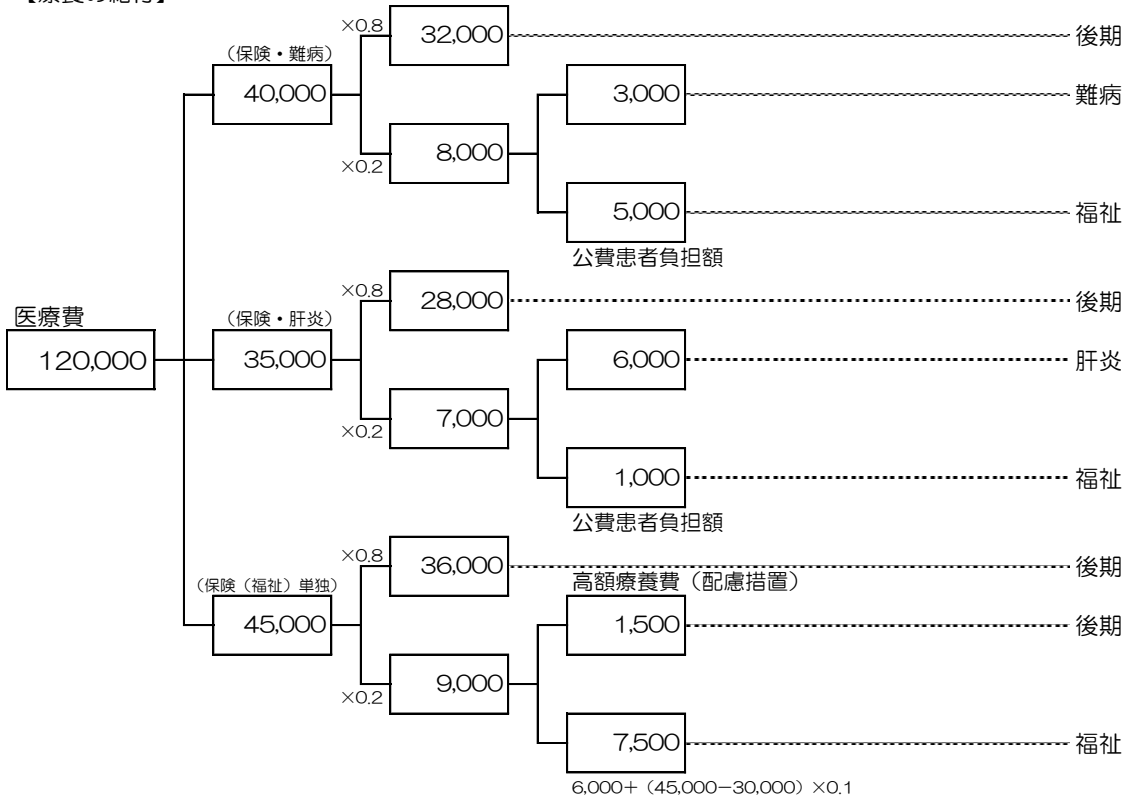 【療養の給付】
×0.8
32,000
後期
（保険・難病）
40,000
3,000
難病
×0.2
8,000
5,000
福祉
公費患者負担額
×0.8
28,000
後期
医療費
（保険・肝炎）
120,000
35,000
6,000
肝炎
×0.2
7,000
1,000
福祉
公費患者負担額
×0.8
36,000
後期
（保険（福祉）単独）
高額療養費（配慮措置）
45,000
1,500
後期
×0.2
9,000
7,500
福祉
6,000＋（45,000－30,000）×0.1